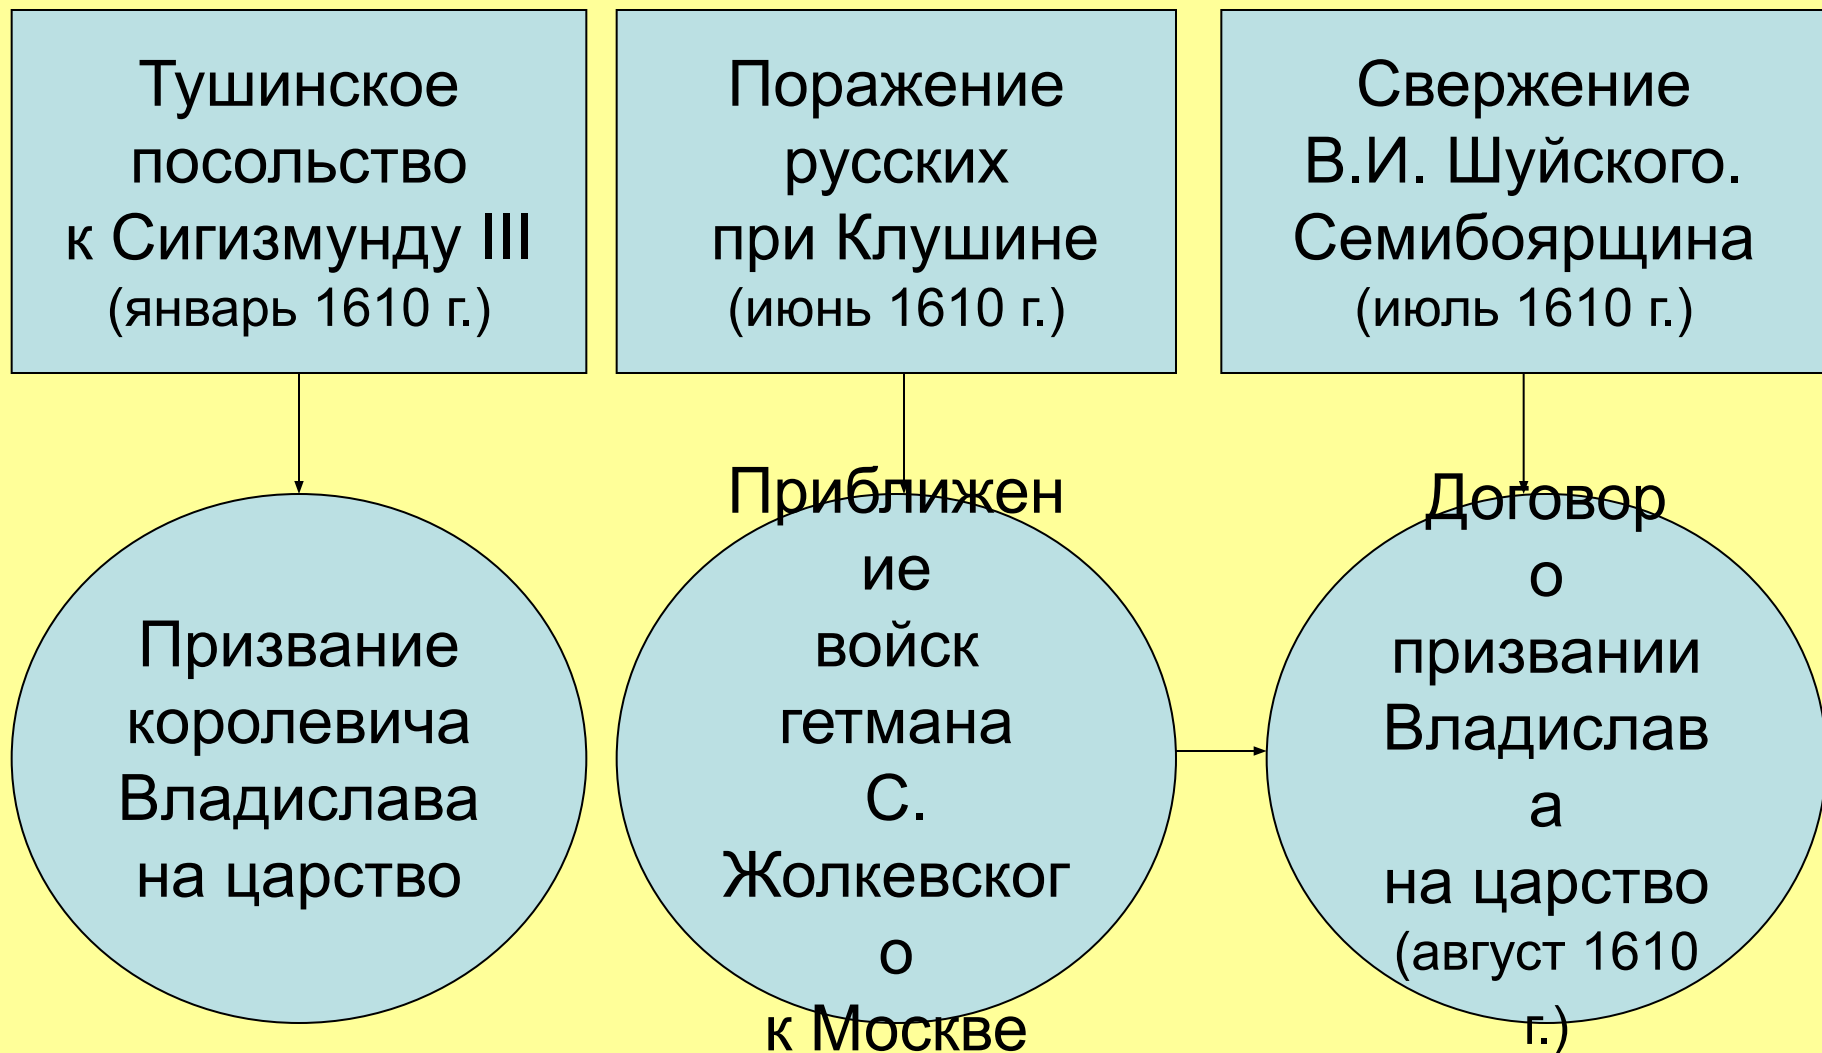 Тушинское
посольство
к Сигизмунду III
(январь 1610 г.)
Поражение
русских
при Клушине
(июнь 1610 г.)
Свержение
В.И. Шуйского.
Семибоярщина
(июль 1610 г.)
Призвание
королевича
Владислава
на царство
Приближен
ие
войск
гетмана
С.
Жолкевског
о
к Москве
Договор
о
призвании
Владислав
а
на царство
(август 1610
г.)